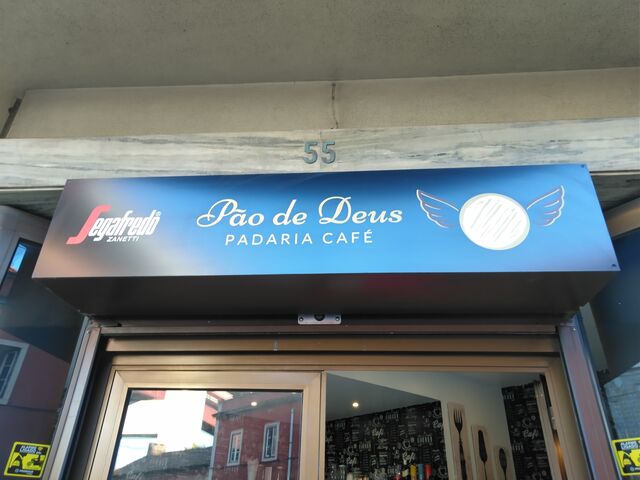 55
Segafredo®
ZANETTI
Pão de Deus
PADARIA CAFÉ